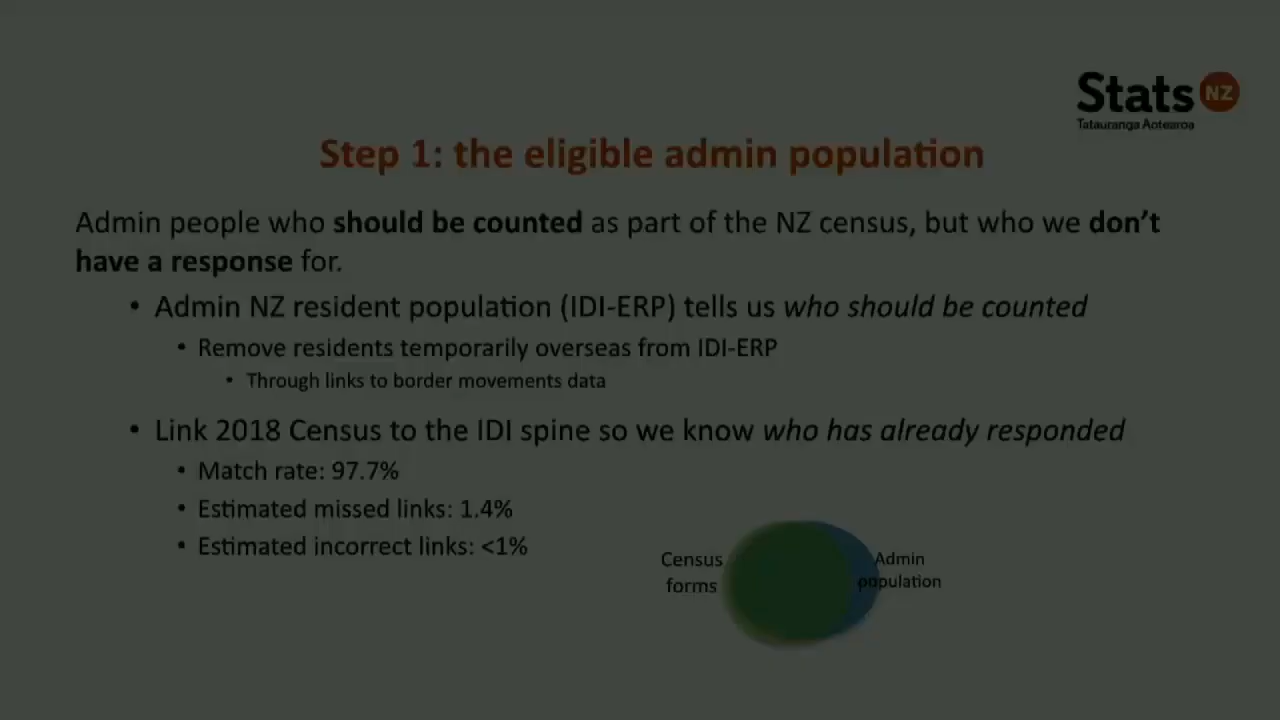 Stats NZ
Tatauranga Aotearoa
Step 1: the eligible admin population
Admin people who should be counted as part of the NZ census, but who we don't
have a response for.
• Admin NZ resident population (IDI-ERP) tells us who should be counted
• Remove residents temporarily overseas from IDI-ERP
• Through links to border movements data
• Link 2018 Census to the IDI spine so we know who has already responded
• Match rate: 97.7%
• Estimated missed links: 1.4%
• Estimated incorrect links: <1%
Census
forms
Admin
population